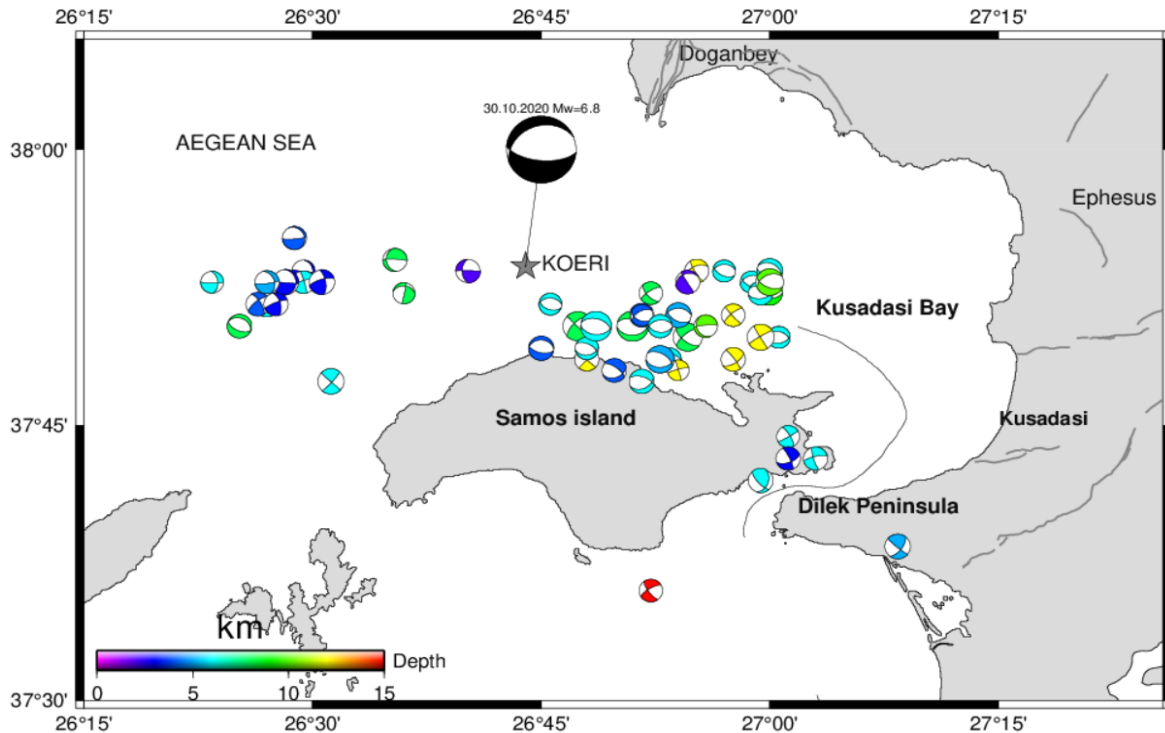 26°15' 26°30' 26°45' 27°00' 27°15'
Doganbey
30.10.2020 Mw=6.8
AEGEAN SEA
38°00'
Ephesus
KOERI
Kusadasi Bay
Samos island
Kusadasi
37°45'
Dilek Peninsula
km
Depth
0 5 10 15
37°30'
26°15' 26°30' 26°45' 27°00' 27°15'